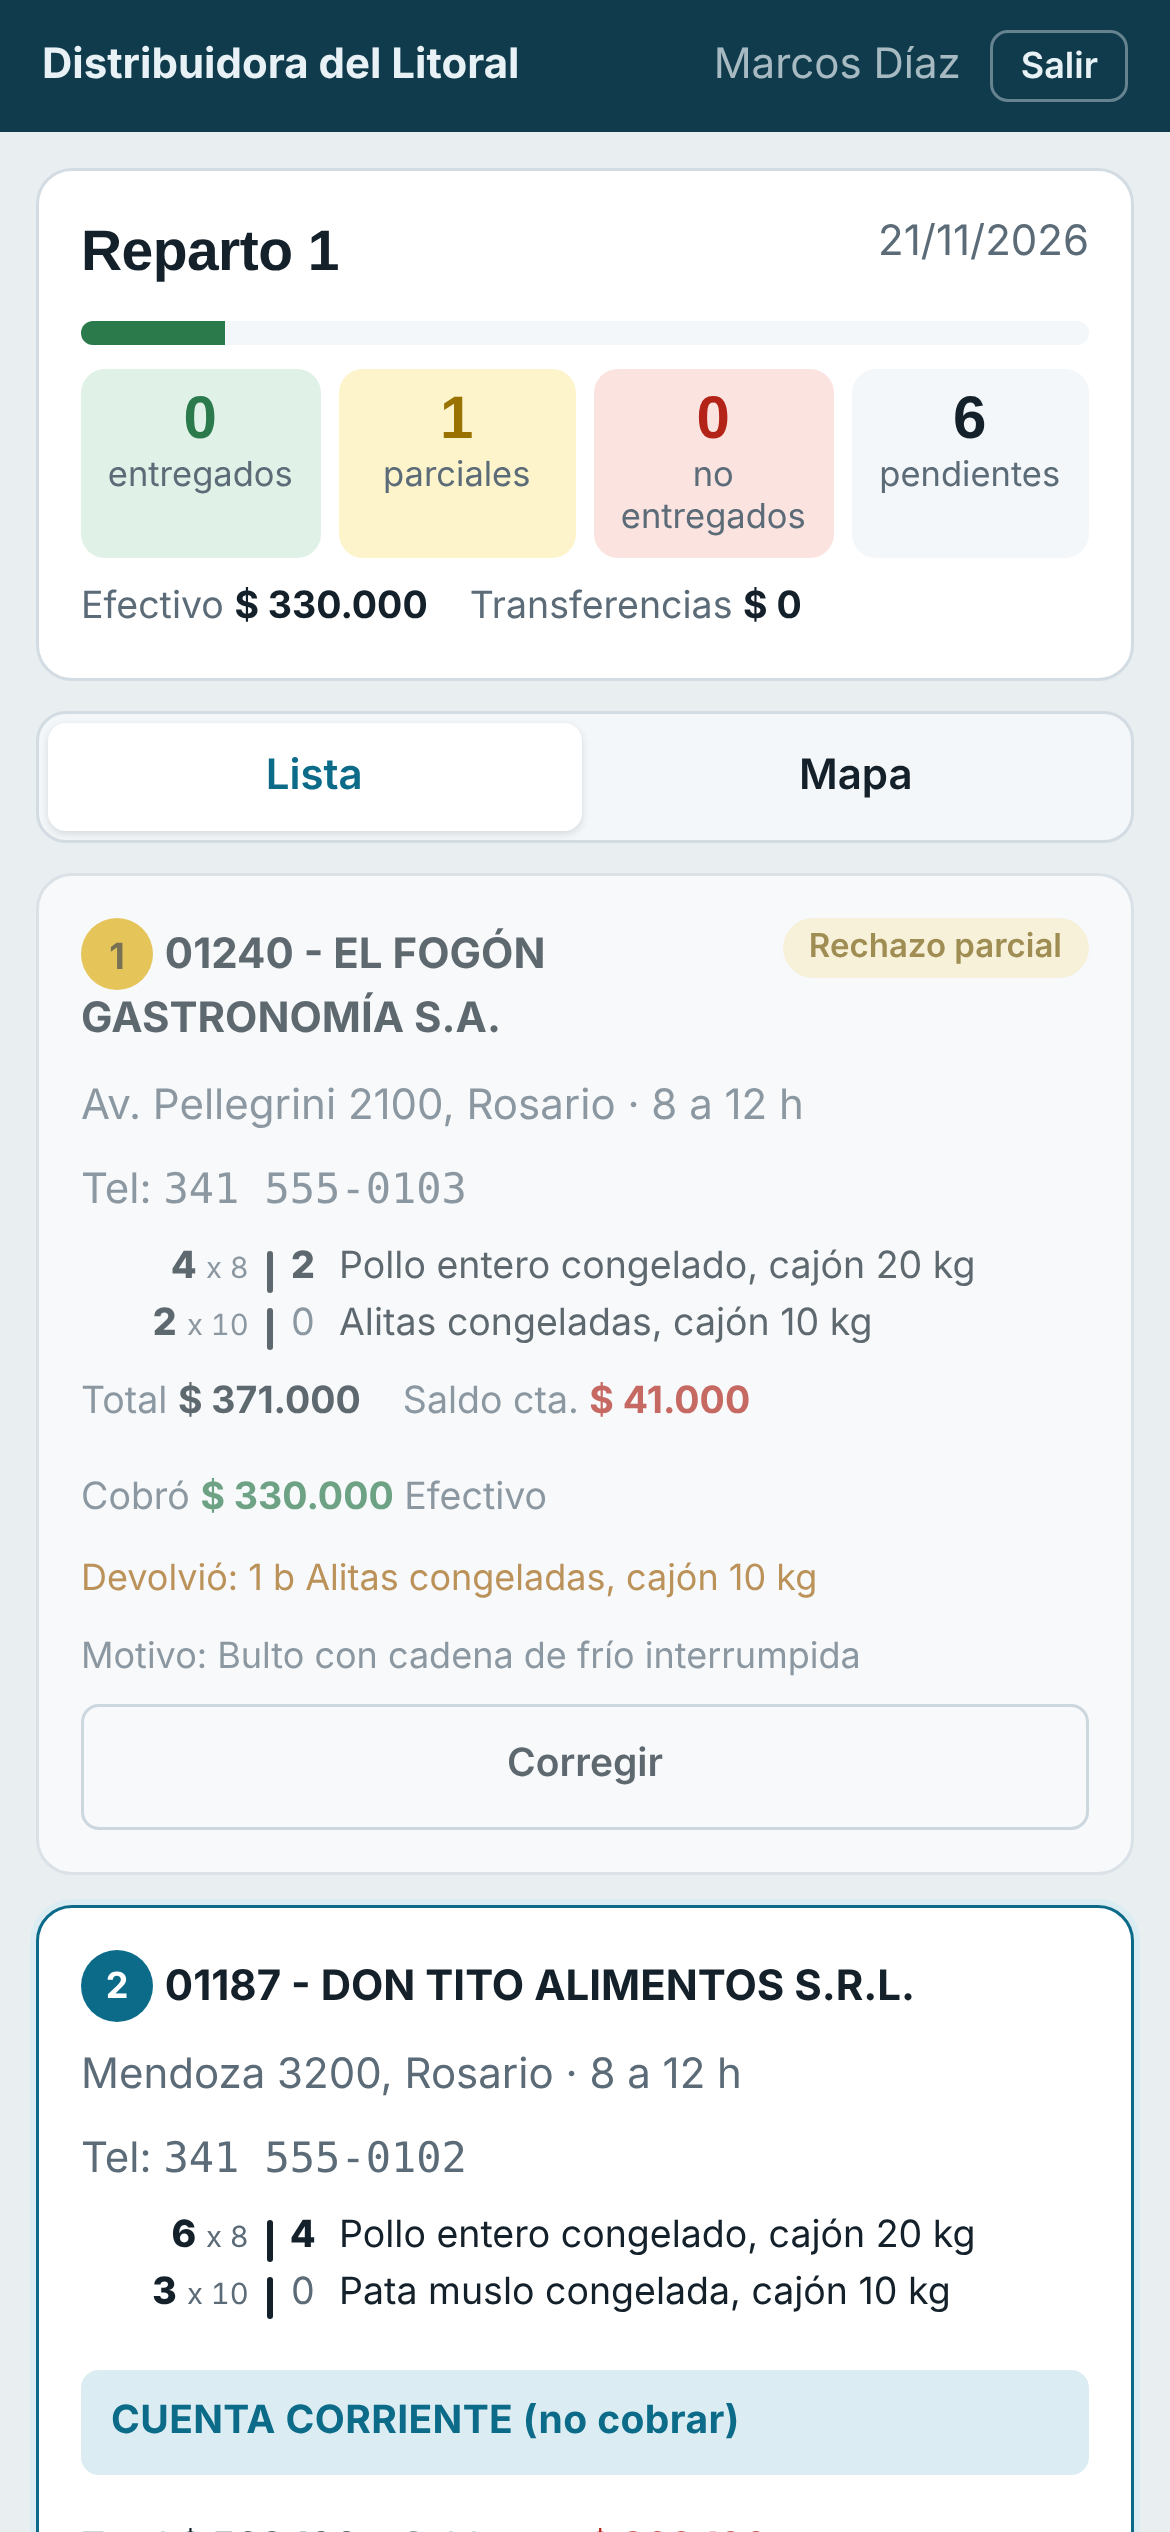 Distribuidora del Litoral Marcos Díaz Salir
Reparto 1 21/11/2026
0 1 0 6
entregados parciales no pendientes
entregados
Efectivo $ 330.000 Transferencias $ 0
Lista Mapa
1 01240 - EL FOGÓN Rechazo parcial
GASTRONOMÍA S.A.
Av. Pellegrini 2100, Rosario · 8 a 12 h
Tel: 341 555-0103
4 x 8 | 2 Pollo entero congelado, cajón 20 kg
2 x 10 | 0 Alitas congeladas, cajón 10 kg
Total $ 371.000 Saldo cta. $ 41.000
Cobró $ 330.000 Efectivo
Devolvió: 1 b Alitas congeladas, cajón 10 kg
Motivo: Bulto con cadena de frío interrumpida
Corregir
2 01187 - DON TITO ALIMENTOS S.R.L.
Mendoza 3200, Rosario · 8 a 12 h
Tel: 341 555-0102
6 x 8 | 4 Pollo entero congelado, cajón 20 kg
3 x 10 | 0 Pata muslo congelada, cajón 10 kg
CUENTA CORRIENTE (no cobrar)